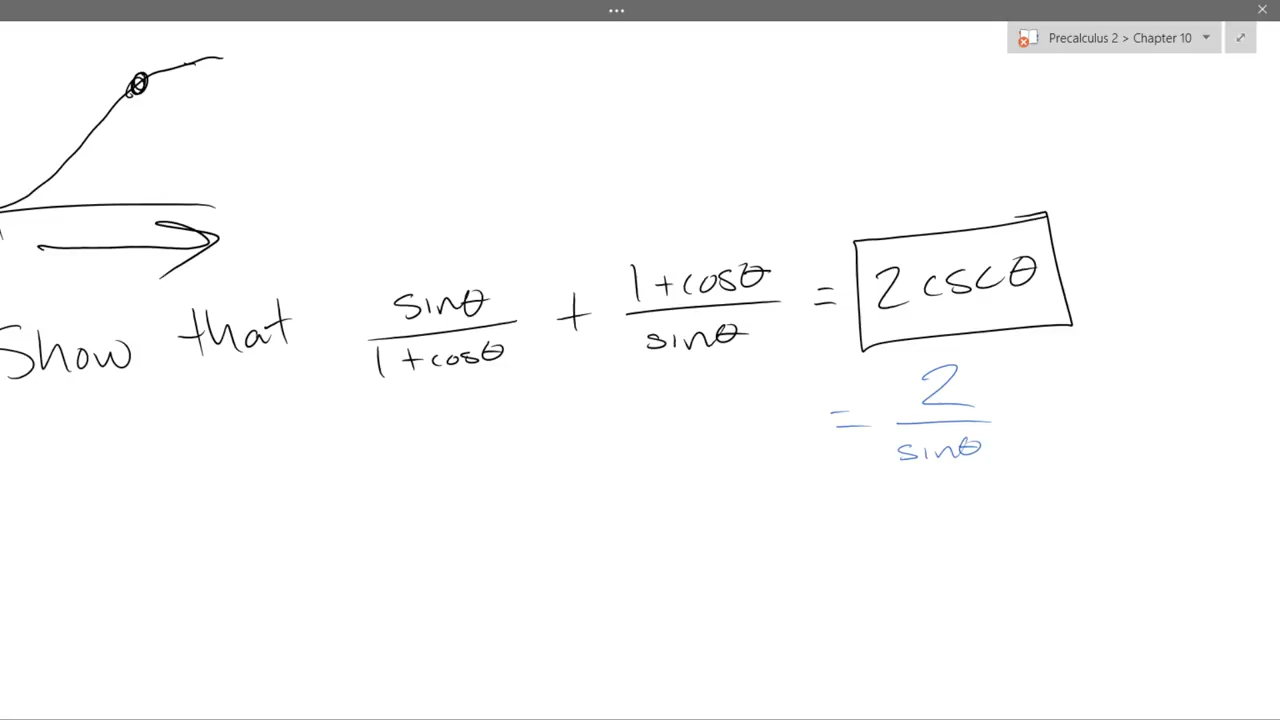 Precalculus 2 > Chapter 10
Show that sinθ/(1+cosθ) + (1+cosθ)/sinθ = 2cscθ
= 2/sinθ